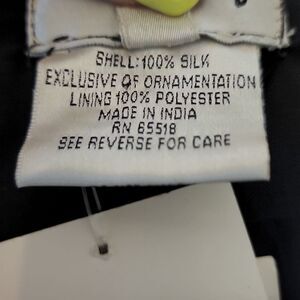 SHELL:100% SILK
EXCLUSIVE OF ORNAMENTATION
LINING 100% POLYESTER
MADE IN INDIA
RN 65518
SEE REVERSE FOR CARE